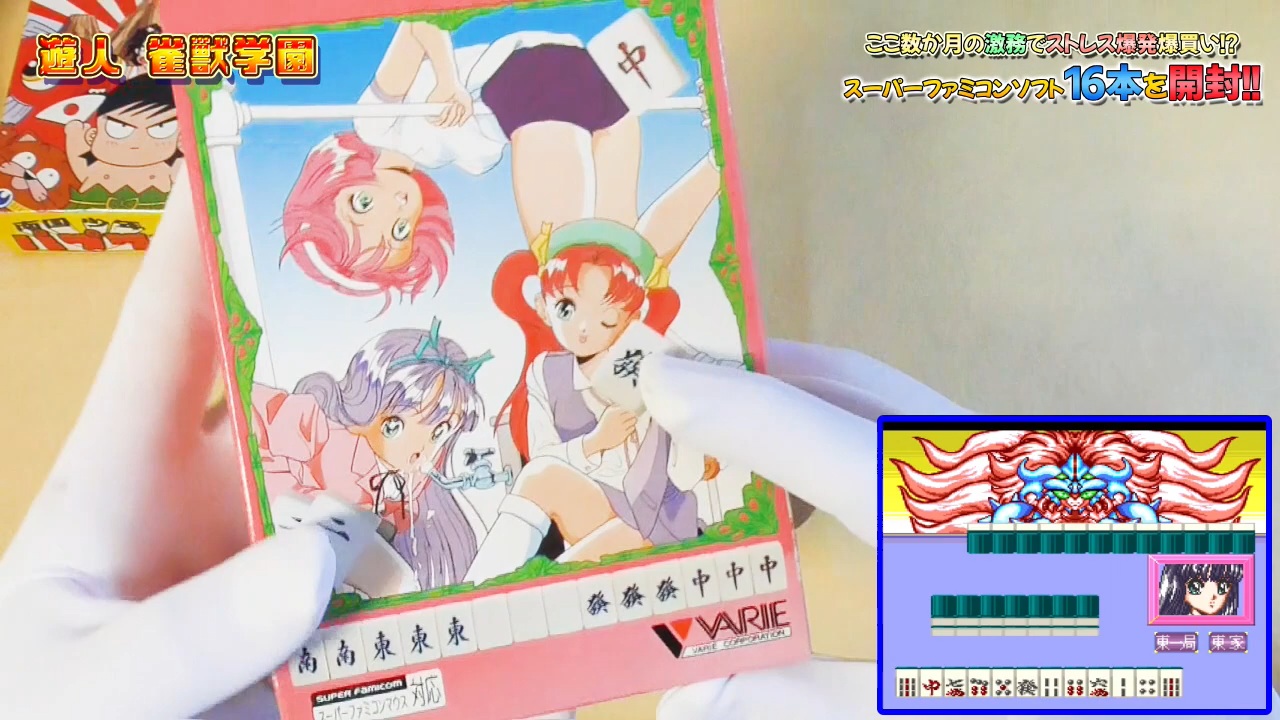 遊人 雀獣学園
ここ数か月の激務でストレス爆発爆買い!?
スーパーファミコンソフト16本を開封!!
中
發
南 南 東 東 東 發 發 發 中 中 中
VARIE
VARIE CORPORATION
SUPER FAMICOM
スーパーファミコンマウス 対応
東一局 東家